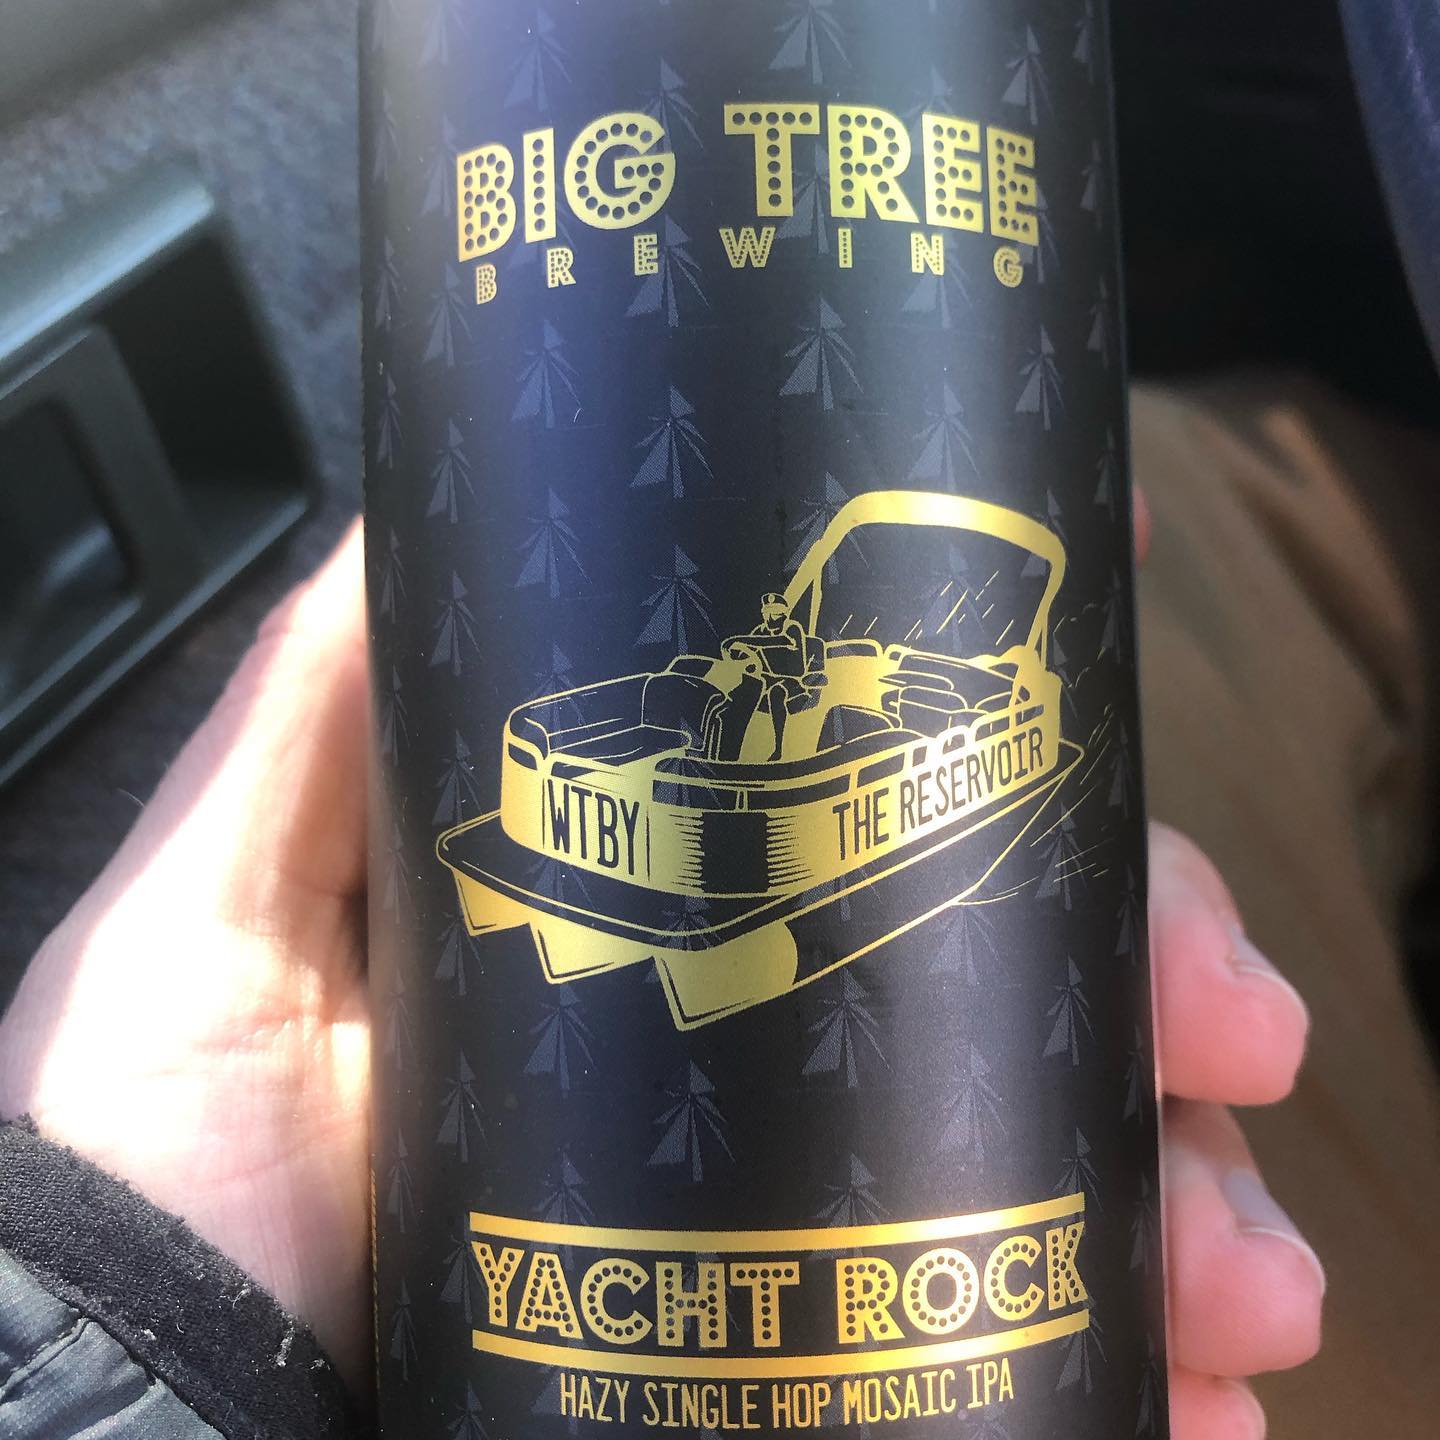 BIG TREE
BREWING
WTBY
THE RESERVOIR
YACHT ROCK
HAZY SINGLE HOP MOSAIC IPA